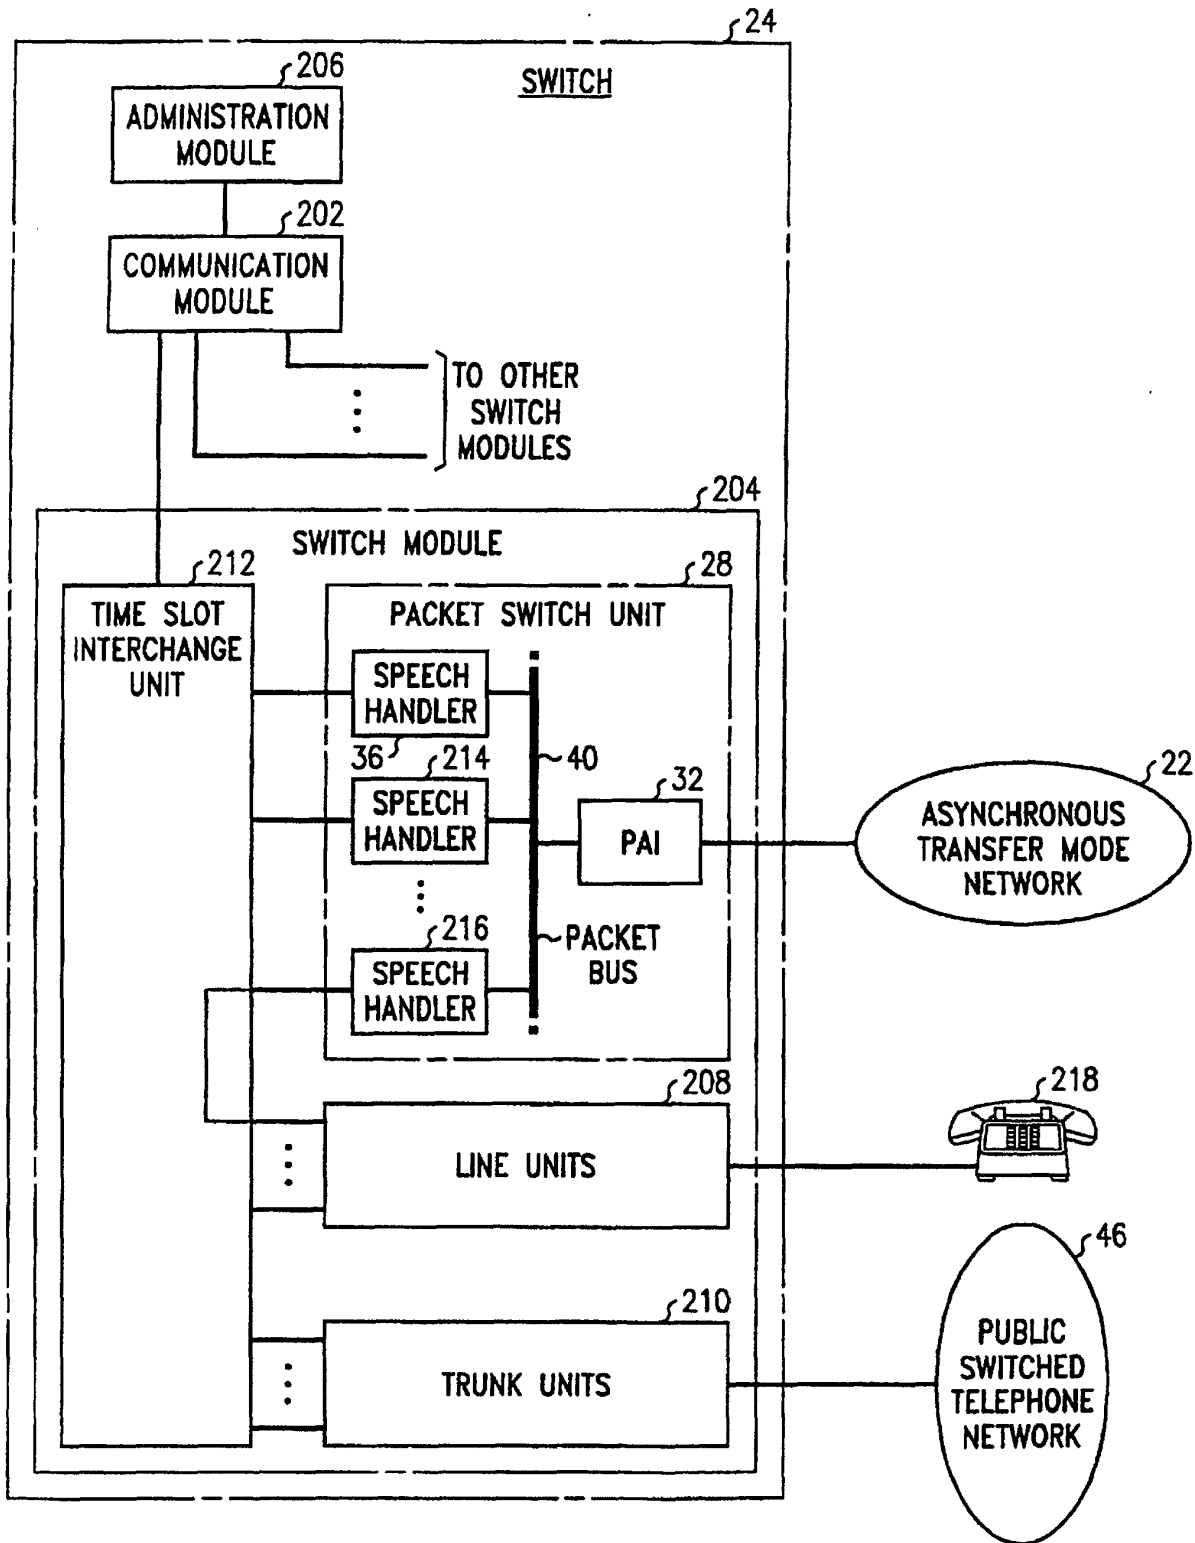 24
SWITCH
206
ADMINISTRATION
MODULE
202
COMMUNICATION
MODULE
TO OTHER
SWITCH
MODULES
204
SWITCH MODULE
212
TIME SLOT
INTERCHANGE
UNIT
28
PACKET SWITCH UNIT
SPEECH
HANDLER
36
214
SPEECH
HANDLER
216
SPEECH
HANDLER
40
32
PAI
PACKET
BUS
22
ASYNCHRONOUS
TRANSFER MODE
NETWORK
208
LINE UNITS
218
210
TRUNK UNITS
46
PUBLIC
SWITCHED
TELEPHONE
NETWORK